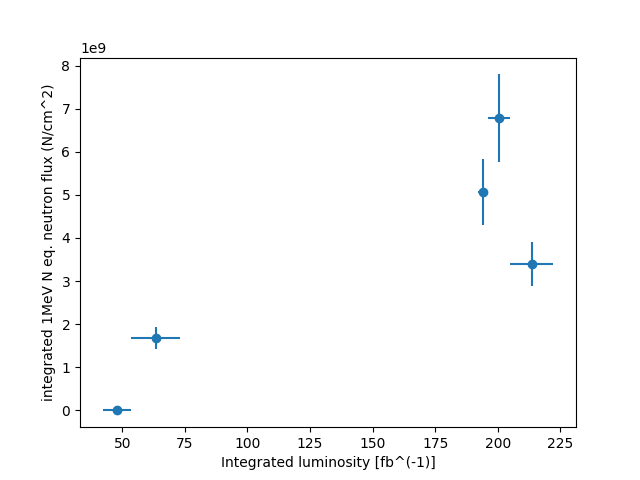 1e9
8
7
6
5
4
3
2
1
0
integrated 1MeV N eq. neutron flux (N/cm^2)
50 75 100 125 150 175 200 225
Integrated luminosity [fb^(-1)]